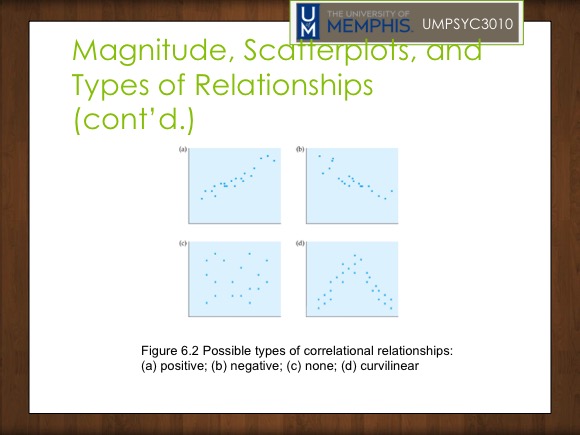 UM
THE UNIVERSITY OF
MEMPHIS.
UMPSYC3010
Magnitude, Scatterplots, and
Types of Relationships
(cont'd.)
(a)
(b)
(c)
(d)
Figure 6.2 Possible types of correlational relationships:
(a) positive; (b) negative; (c) none; (d) curvilinear